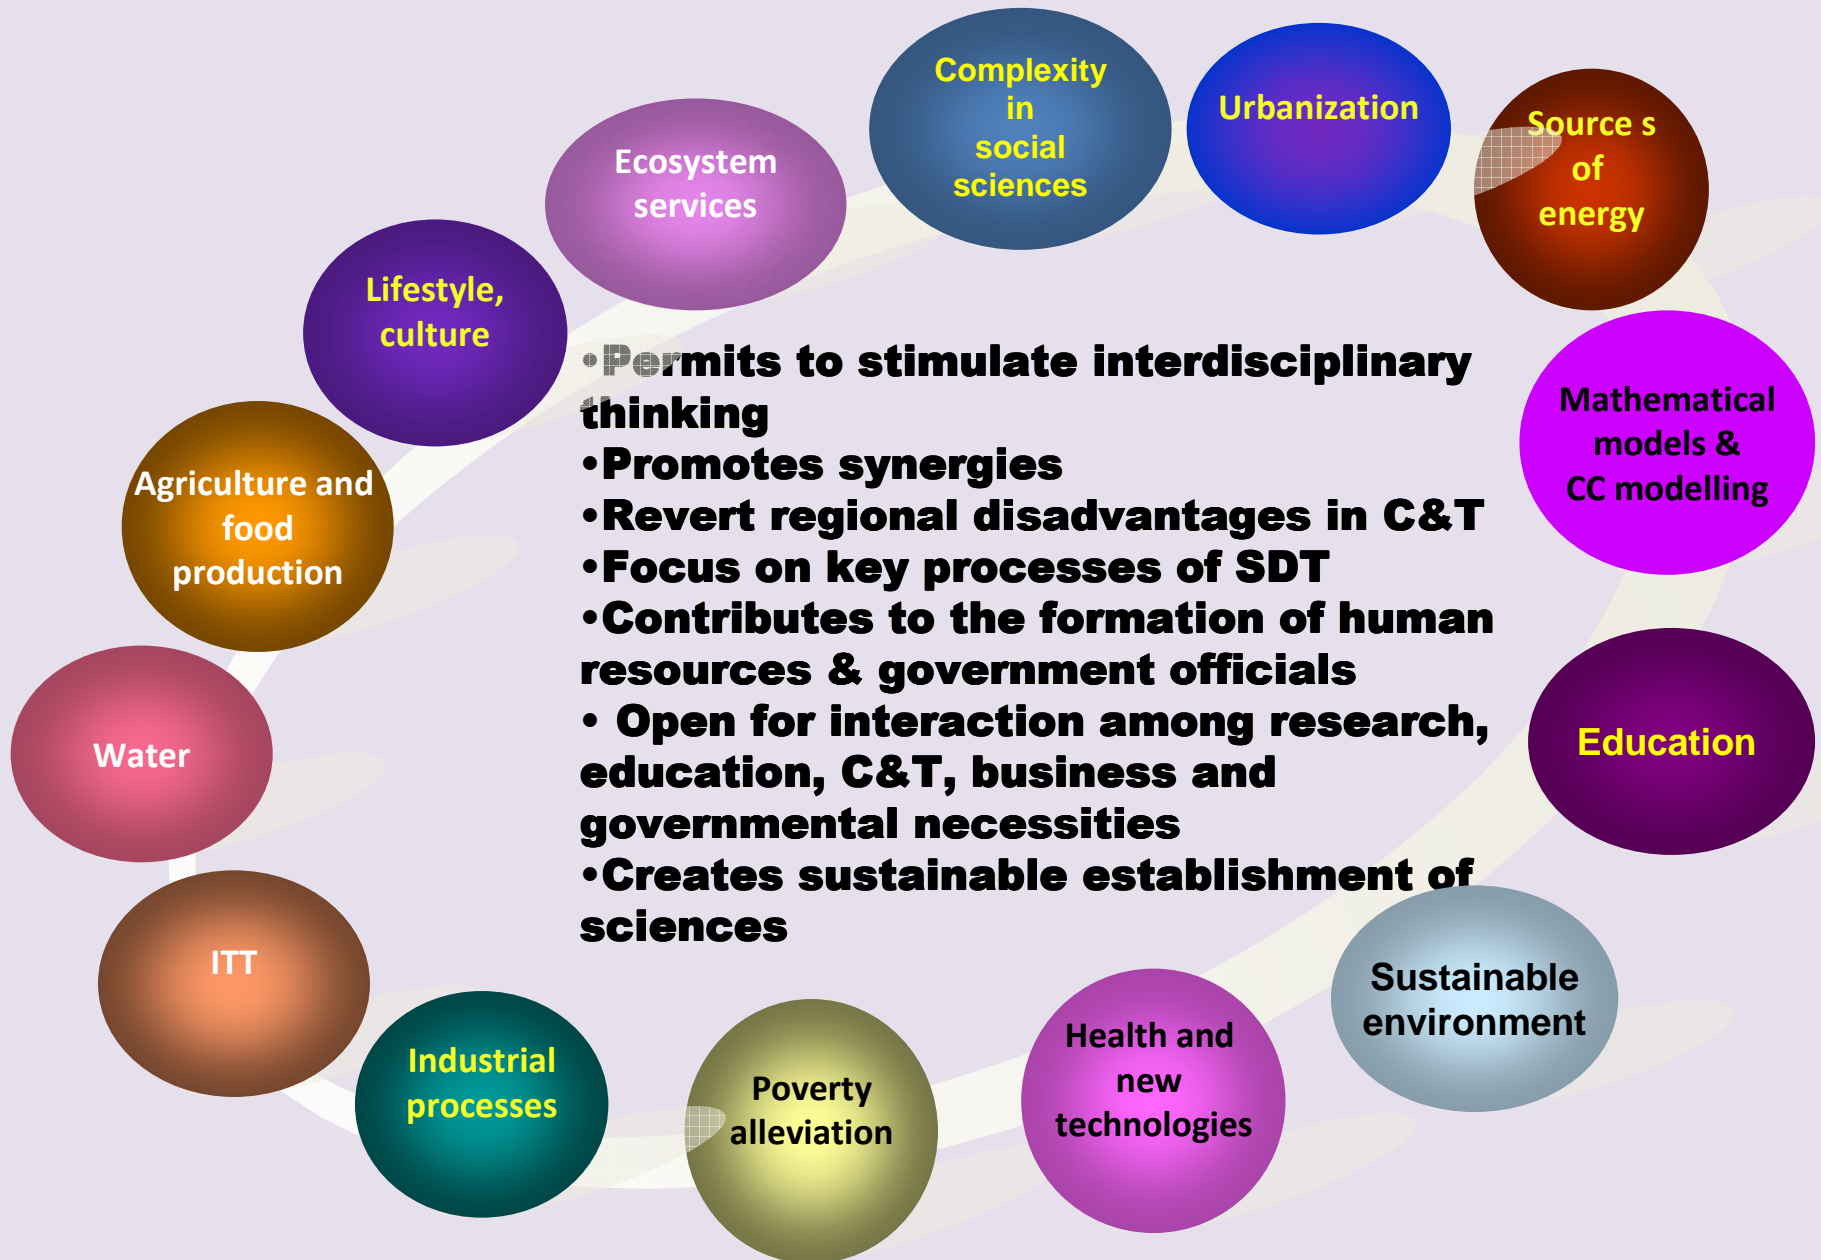 Complexity
in
social
sciences
Urbanization
Source s
of
energy
Ecosystem
services
Lifestyle,
culture
Mathematical
models &
CC modelling
Agriculture and
food
production
•Permits to stimulate interdisciplinary
thinking
•Promotes synergies
•Revert regional disadvantages in C&T
•Focus on key processes of SDT
•Contributes to the formation of human
resources & government officials
• Open for interaction among research,
education, C&T, business and
governmental necessities
•Creates sustainable establishment of
sciences
Water
Education
ITT
Sustainable
environment
Industrial
processes
Poverty
alleviation
Health and
new
technologies